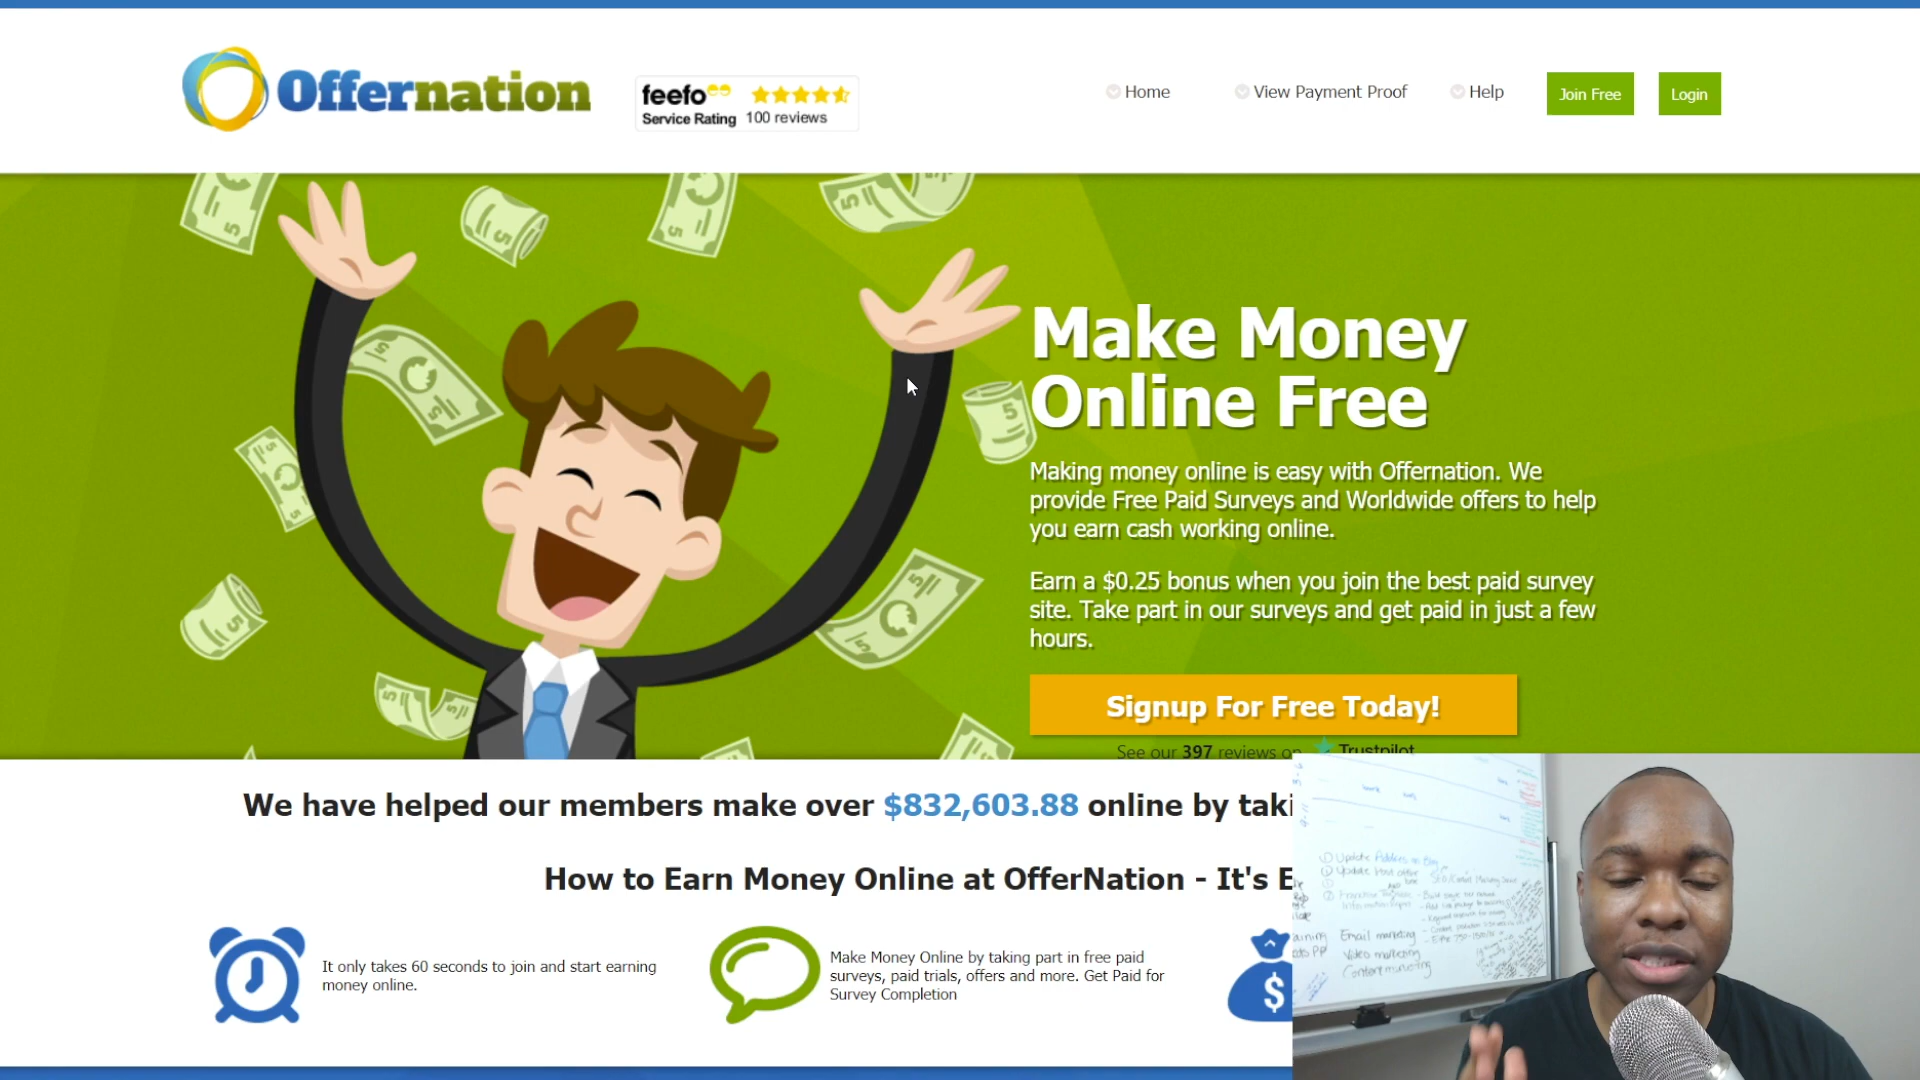 Offernation
feefo
Service Rating 100 reviews
Home
View Payment Proof
Help
Join Free
Login
Make Money
Online Free
Making money online is easy with Offernation. We
provide Free Paid Surveys and Worldwide offers to help
you earn cash working online.
Earn a $0.25 bonus when you join the best paid survey
site. Take part in our surveys and get paid in just a few
hours.
Signup For Free Today!
See our 397 reviews on Trustpilot
We have helped our members make over $832,603.88 online by taki
How to Earn Money Online at OfferNation - It's E
It only takes 60 seconds to join and start earning
money online.
Make Money Online by taking part in free paid
surveys, paid trials, offers and more. Get Paid for
Survey Completion
$
Update
Update
Email marketing
Video marketing
Content marketing